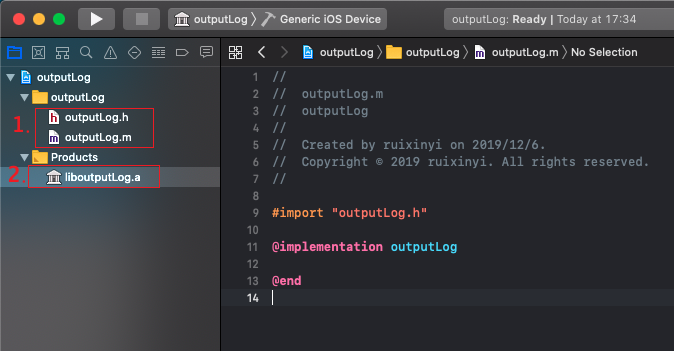 outputLog
Generic iOS Device
outputLog: Ready | Today at 17:34
outputLog
outputLog
outputLog.m
No Selection
outputLog
outputLog
1.
h
outputLog.h
m
outputLog.m
Products
2.
liboutputLog.a
1 //
2 //  outputLog.m
3 //  outputLog
4 //
5 //  Created by ruixinyi on 2019/12/6.
6 //  Copyright © 2019 ruixinyi. All rights reserved.
7 //
8
9 #import "outputLog.h"
10
11 @implementation outputLog
12
13 @end
14